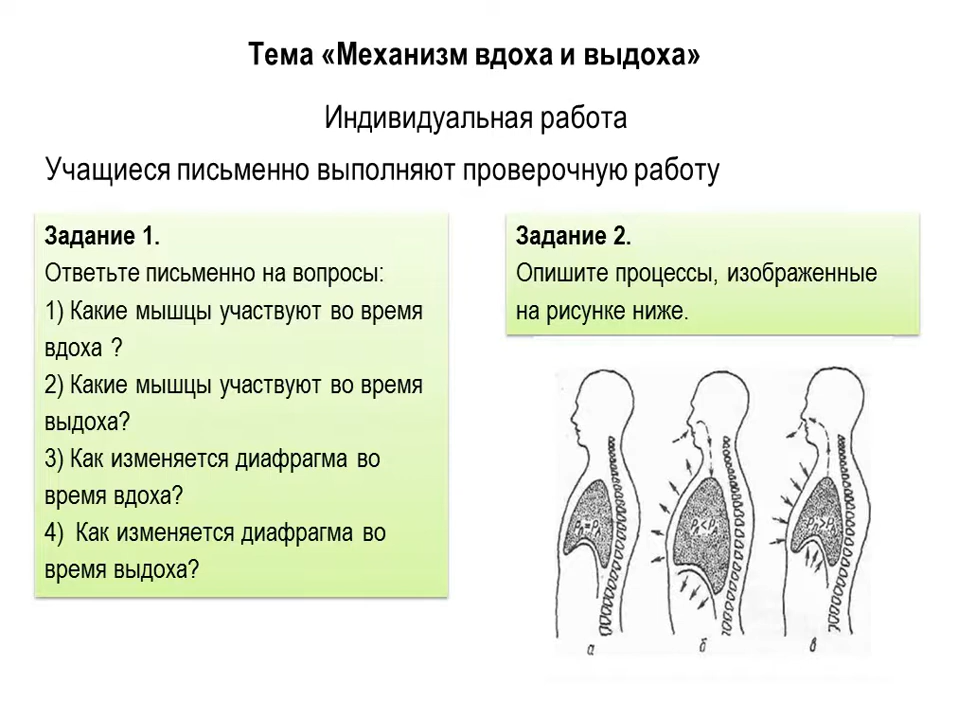 Тема «Механизм вдоха и выдоха»
Индивидуальная работа
Учащиеся письменно выполняют проверочную работу
Задание 1.
Ответьте письменно на вопросы:
1) Какие мышцы участвуют во время
вдоха ?
2) Какие мышцы участвуют во время
выдоха?
3) Как изменяется диафрагма во
время вдоха?
4) Как изменяется диафрагма во
время выдоха?
Задание 2.
Опишите процессы, изображенные
на рисунке ниже.
а
б
в